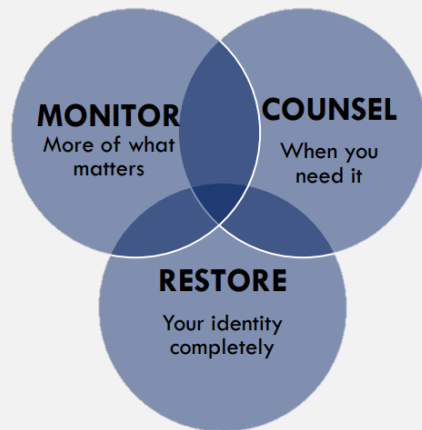 MONITOR
More of what
matters
COUNSEL
When you
need it
RESTORE
Your identity
completely